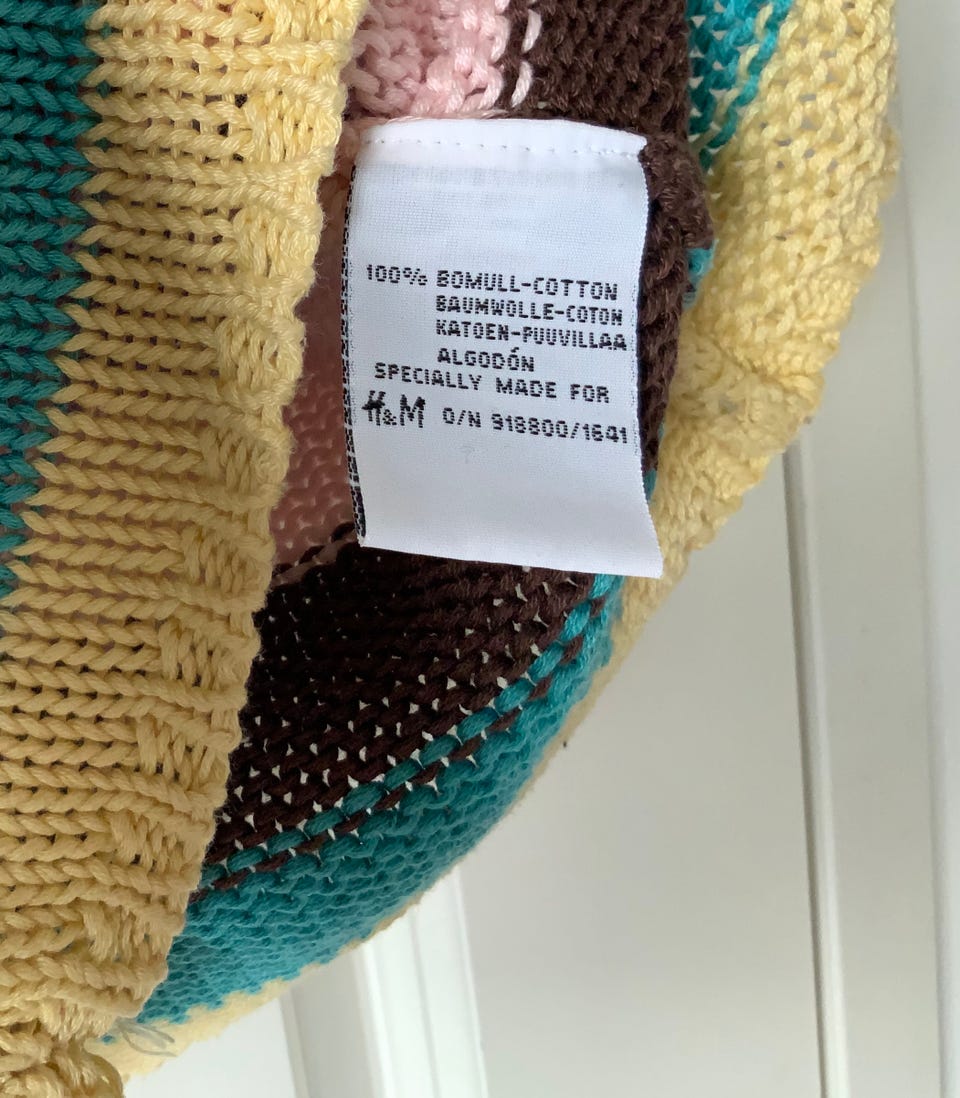 100% BOMULL-COTTON
BAUMWOLLE-COTON
KATOEN-PUUVILLAA
ALGODÓN
SPECIALLY MADE FOR
H&M O/N 918800/1641